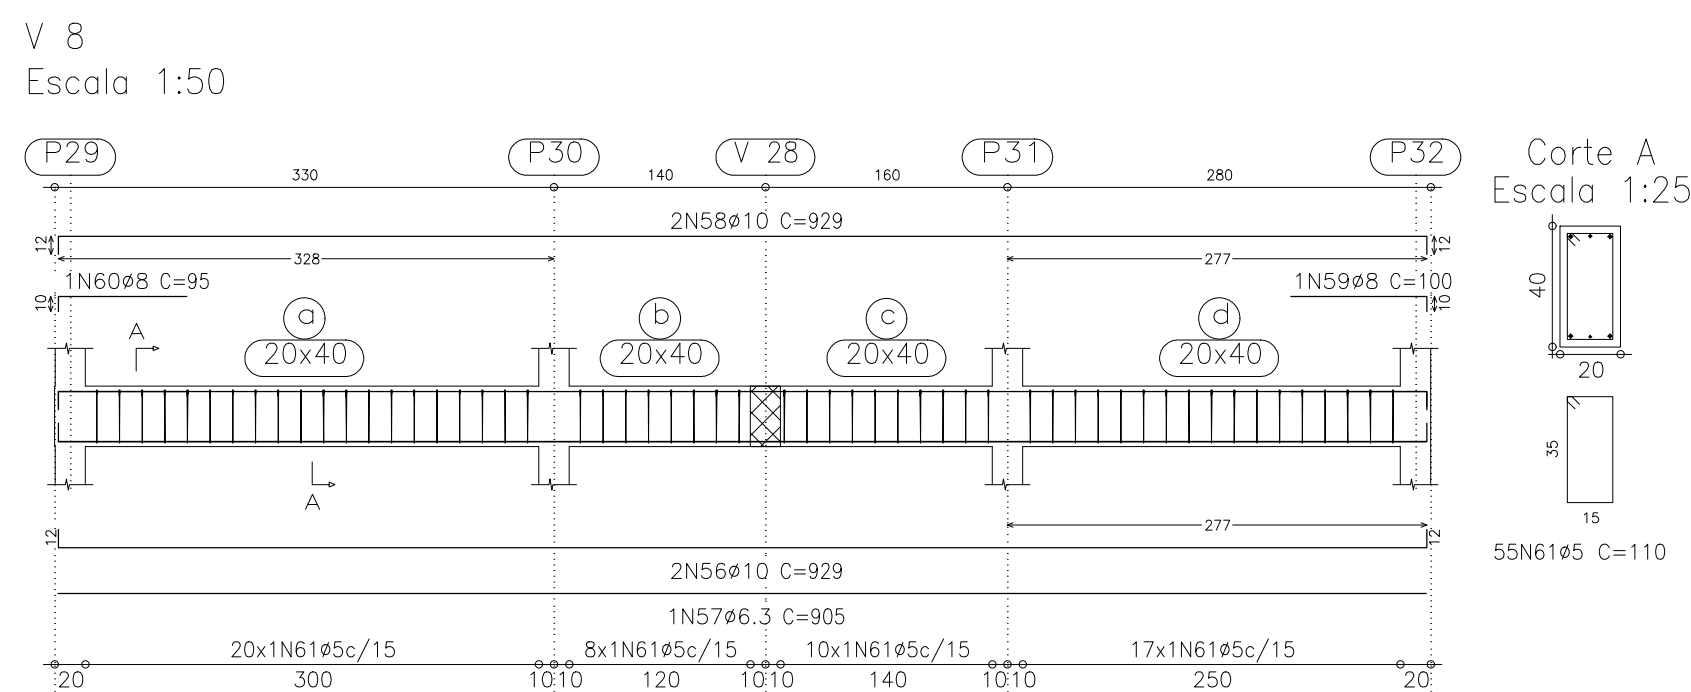 V 8
Escala 1:50
P29 P30 V 28 P31 P32
Corte A
Escala 1:25
330 140 160 280
2N58ø10 C=929
12 12
328 277
1N60ø8 C=95 1N59ø8 C=100
10 10
a b c d
A
20x40 20x40 20x40 20x40
40
20
A
35
15
277
12 12
2N56ø10 C=929
55N61ø5 C=110
1N57ø6.3 C=905
20x1N61ø5c/15 8x1N61ø5c/15 10x1N61ø5c/15 17x1N61ø5c/15
20 300 10 10 120 10 10 140 10 10 250 20